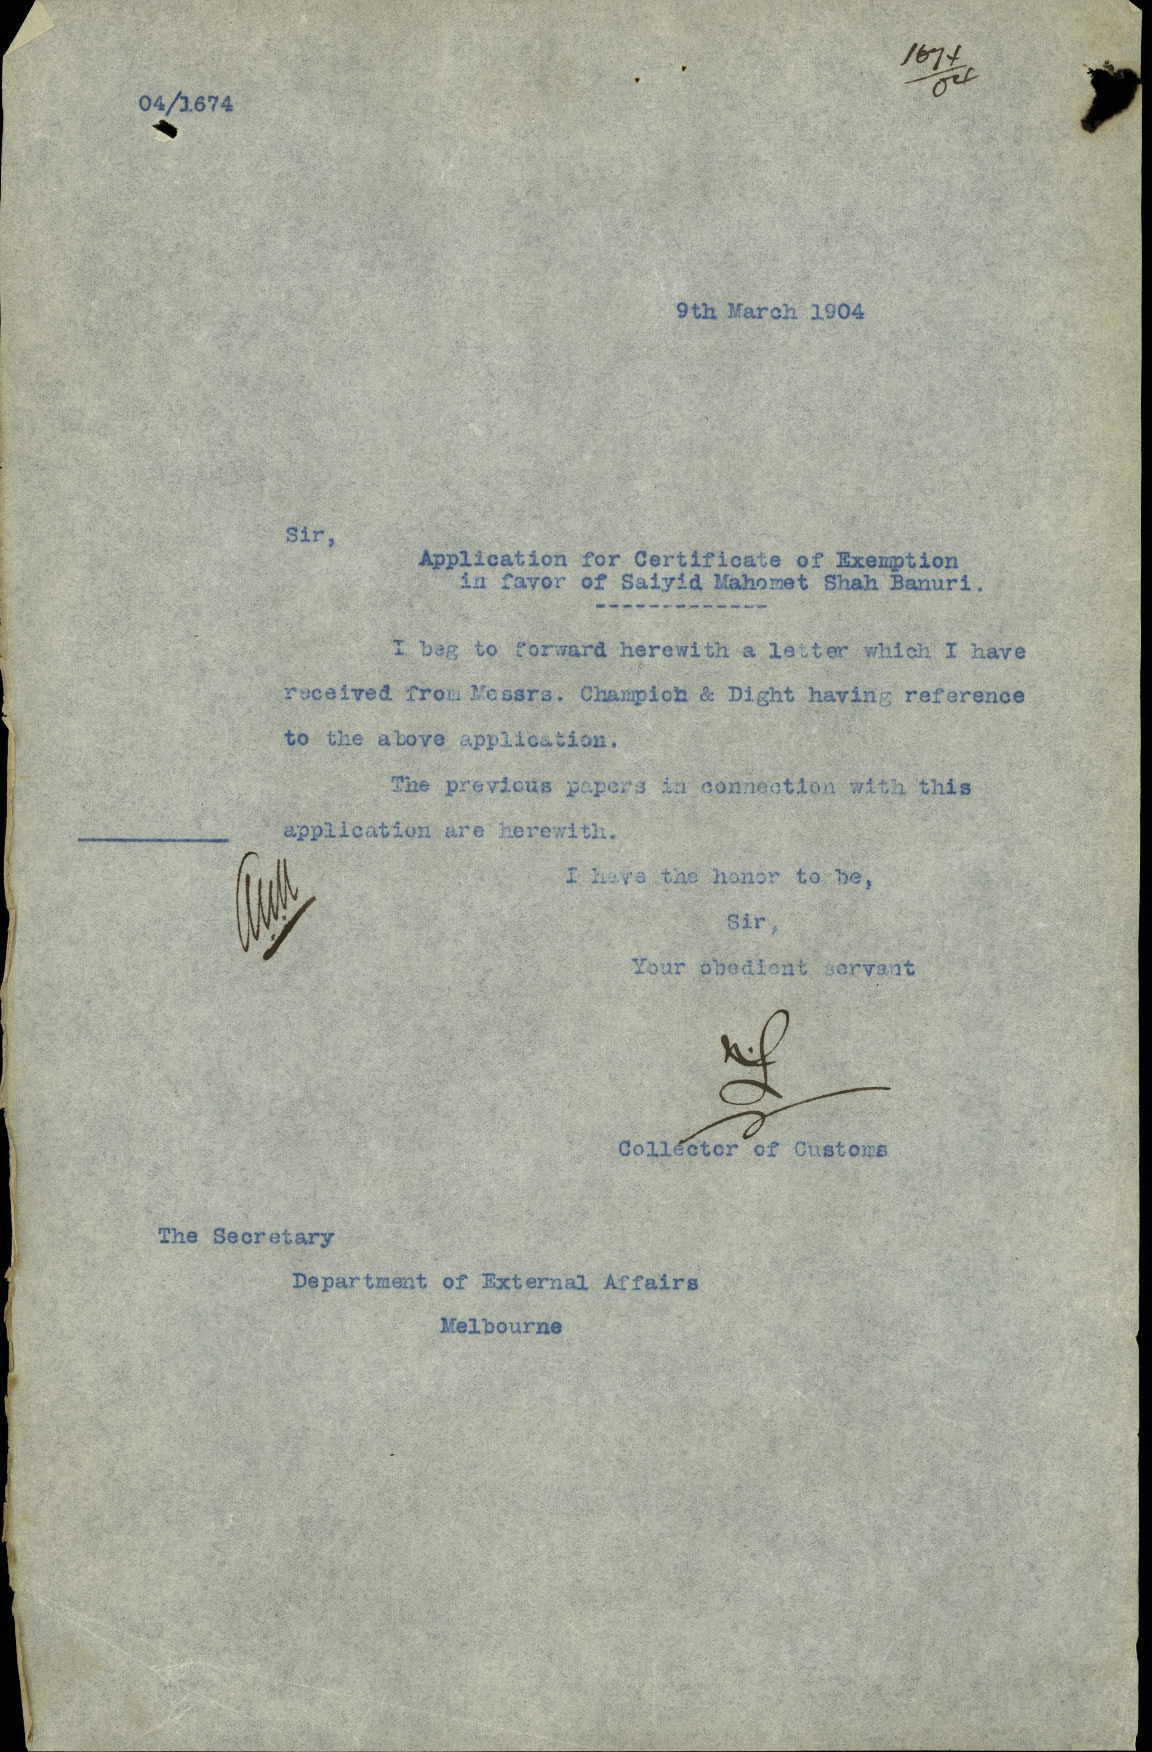 1674
04
04/1674
9th March 1904
Sir,
Application for Certificate of Exemption
in favor of Saiyid Mahomet Shah Banuri.
-------------
I beg to forward herewith a letter which I have
received from Messrs. Champion & Dight having reference
to the above application.
The previous papers in connection with this
application are herewith.
I have the honor to be,
Sir,
Your obedient servant
Collector of Customs
The Secretary
Department of External Affairs
Melbourne